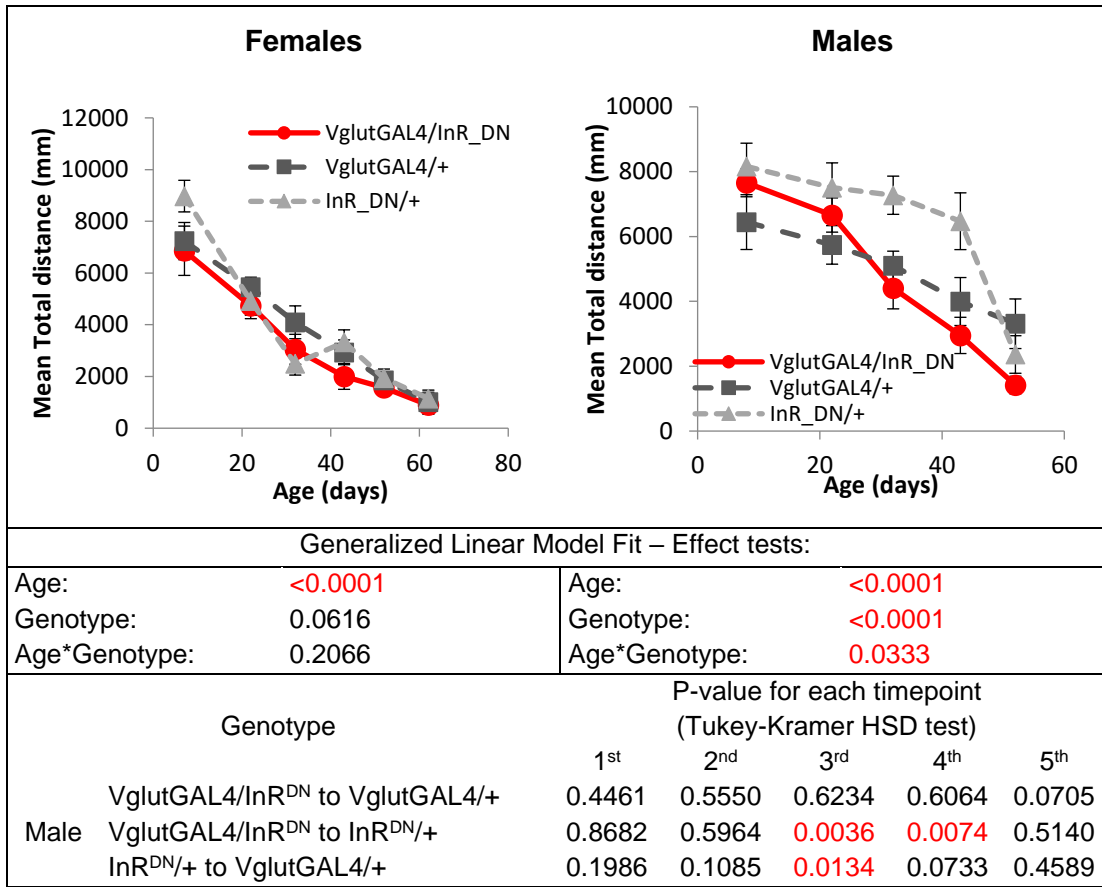 Females
Males
12000
10000
8000
6000
4000
2000
0
Mean Total distance (mm)
0 20 40 60 80
Age (days)
VglutGAL4/InR_DN
VglutGAL4/+
InR_DN/+
10000
8000
6000
4000
2000
0
Mean Total distance (mm)
0 20 40 60
Age (days)
VglutGAL4/InR_DN
VglutGAL4/+
InR_DN/+
Generalized Linear Model Fit – Effect tests:
Age: <0.0001 Age: <0.0001
Genotype: 0.0616 Genotype: <0.0001
Age*Genotype: 0.2066 Age*Genotype: 0.0333
P-value for each timepoint
Genotype (Tukey-Kramer HSD test)
1st 2nd 3rd 4th 5th
VglutGAL4/InRDN to VglutGAL4/+ 0.4461 0.5550 0.6234 0.6064 0.0705
Male VglutGAL4/InRDN to InRDN/+ 0.8682 0.5964 0.0036 0.0074 0.5140
InRDN/+ to VglutGAL4/+ 0.1986 0.1085 0.0134 0.0733 0.4589